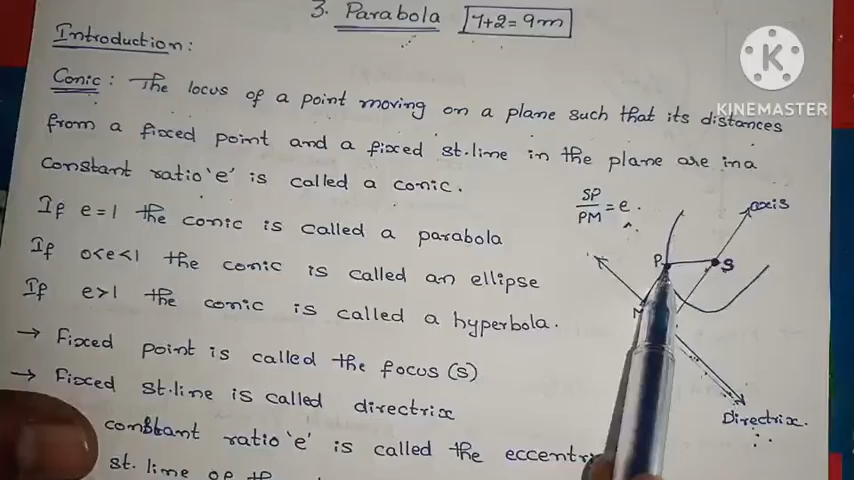 3. Parabola 7+2=9m
Introduction:
Conic: The locus of a point moving on a plane such that its distances
from a fixed point and a fixed st.line in the plane are in a
constant ratio 'e' is called a conic.
If e=1 the conic is called a parabola
If 0<e<1 the conic is called an ellipse
If e>1 the conic is called a hyperbola.
→ Fixed point is called the focus (s)
→ Fixed st.line is called directrix
constant ratio 'e' is called the
st. line of the
SP/PM = e.
axis
P
S
Directrix.
KINEMASTER